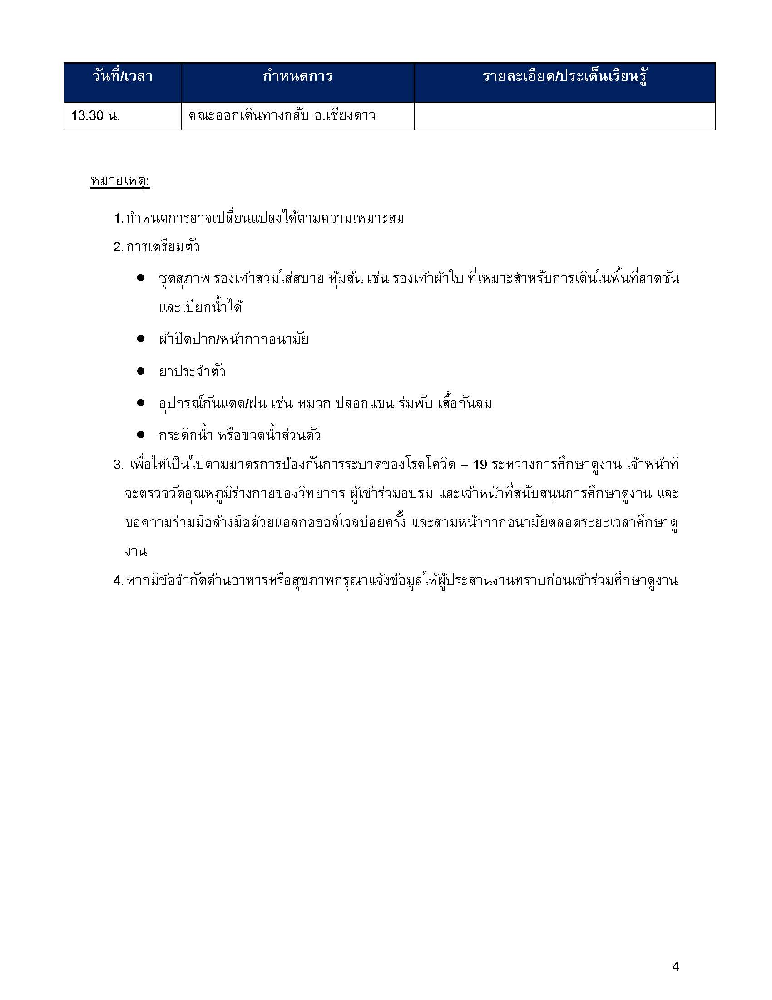 วันที่/เวลา กำหนดการ รายละเอียด/ประเด็นเรียนรู้
13.30 น. คณะออกเดินทางกลับ อ.เชียงดาว
หมายเหตุ:
1. กำหนดการอาจเปลี่ยนแปลงได้ตามความเหมาะสม
2. การเตรียมตัว
● ชุดสุภาพ รองเท้าสวมใส่สบาย หุ้มส้น เช่น รองเท้าผ้าใบ ที่เหมาะสำหรับการเดินในพื้นที่ลาดชัน
และเปียกน้ำได้
● ผ้าปิดปาก/หน้ากากอนามัย
● ยาประจำตัว
● อุปกรณ์กันแดด/ฝน เช่น หมวก ปลอกแขน ร่มพับ เสื้อกันลม
● กระติกน้ำ หรือขวดน้ำส่วนตัว
3. เพื่อให้เป็นไปตามมาตรการป้องกันการระบาดของโรคโควิด – 19 ระหว่างการศึกษาดูงาน เจ้าหน้าที่
จะตรวจวัดอุณหภูมิร่างกายของวิทยากร ผู้เข้าร่วมอบรม และเจ้าหน้าที่สนับสนุนการศึกษาดูงาน และ
ขอความร่วมมือล้างมือด้วยแอลกอฮอล์เจลบ่อยครั้ง และสวมหน้ากากอนามัยตลอดระยะเวลาศึกษาดู
งาน
4. หากมีข้อจำกัดด้านอาหารหรือสุขภาพกรุณาแจ้งข้อมูลให้ผู้ประสานงานทราบก่อนเข้าร่วมศึกษาดูงาน
4